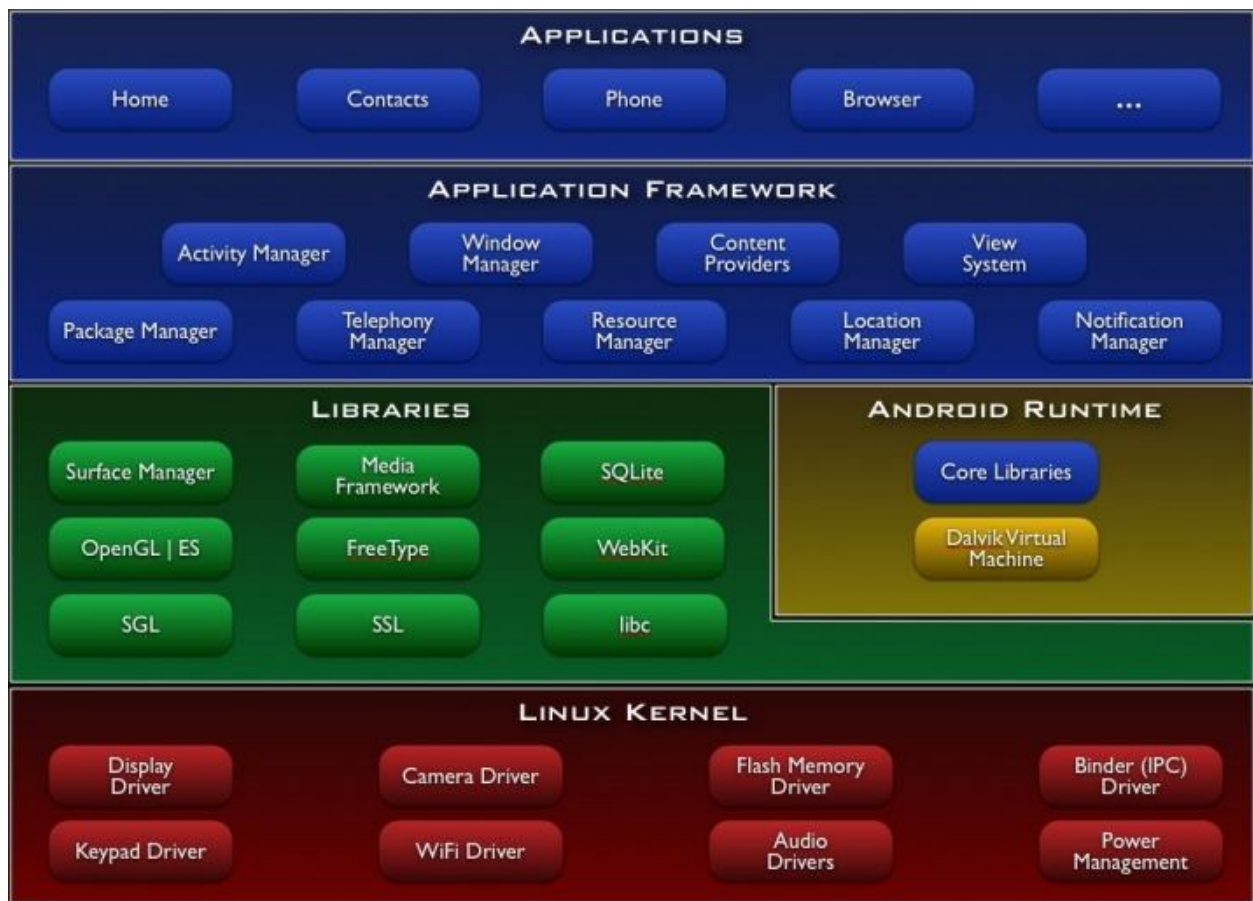 APPLICATIONS
Home
Contacts
Phone
Browser
...
APPLICATION FRAMEWORK
Activity Manager
Window
Manager
Content
Providers
View
System
Package Manager
Telephony
Manager
Resource
Manager
Location
Manager
Notification
Manager
LIBRARIES
Surface Manager
Media
Framework
SQLite
OpenGL | ES
FreeType
WebKit
SGL
SSL
libc
ANDROID RUNTIME
Core Libraries
Dalvik Virtual
Machine
LINUX KERNEL
Display
Driver
Camera Driver
Flash Memory
Driver
Binder (IPC)
Driver
Keypad Driver
WiFi Driver
Audio
Drivers
Power
Management